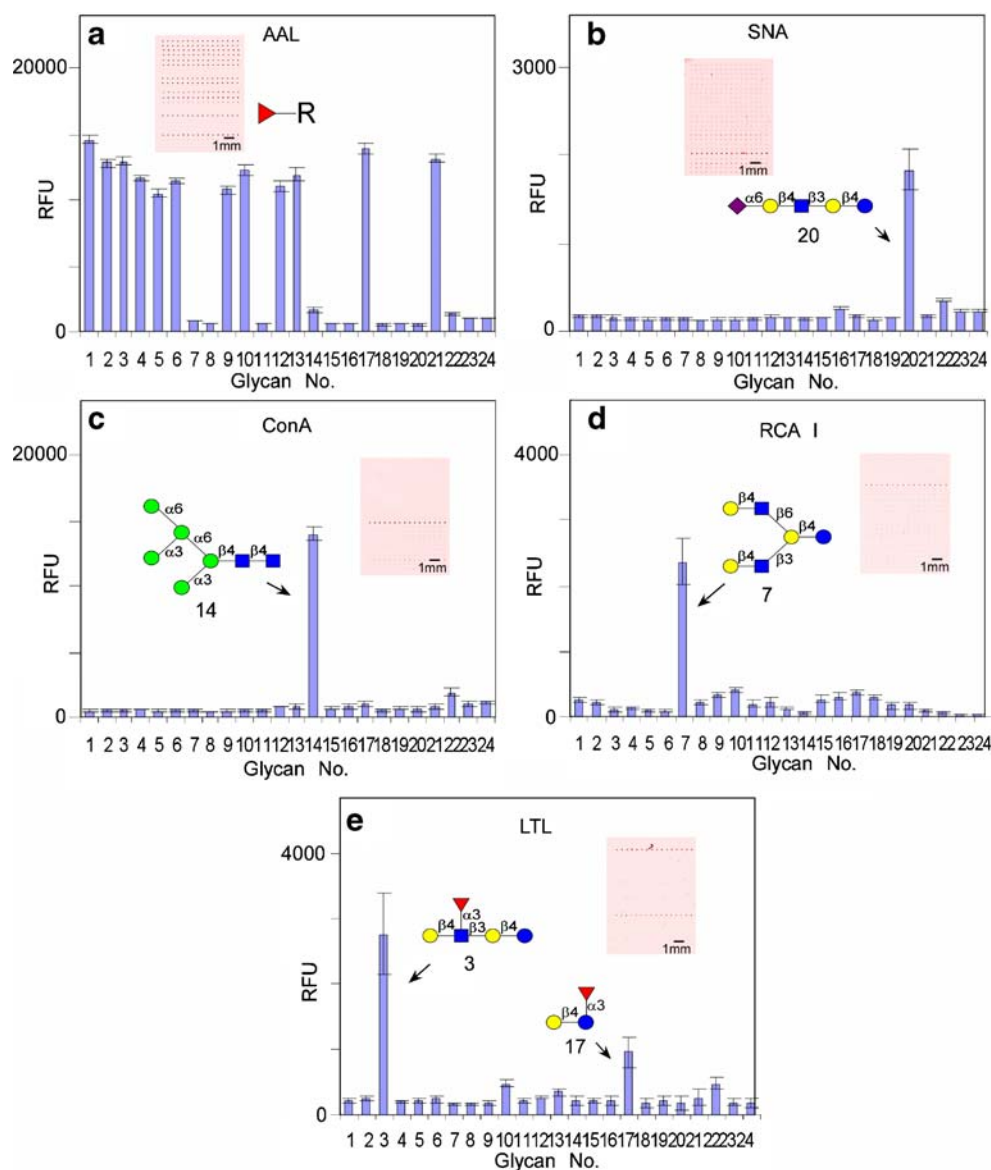 a
AAL
20000
R
1mm
RFU
0
1 2 3 4 5 6 7 8 9 10 11 12 13 14 15 16 17 18 19 20 21 22 23 24
Glycan No.
b
SNA
3000
1mm
α6 β4 β3 β4
20
RFU
0
1 2 3 4 5 6 7 8 9 10 11 12 13 14 15 16 17 18 19 20 21 22 23 24
Glycan No.
c
ConA
20000
α6
α6
α3
β4 β4
α3
14
1mm
RFU
0
1 2 3 4 5 6 7 8 9 10 11 12 13 14 15 16 17 18 19 20 21 22 23 24
Glycan No.
d
RCA I
4000
β4
β6
β4
β4
β3
7
1mm
RFU
0
1 2 3 4 5 6 7 8 9 10 11 12 13 14 15 16 17 18 19 20 21 22 23 24
Glycan No.
e
LTL
4000
α3
β4 β3 β4
3
1mm
α3
β4
17
RFU
0
1 2 3 4 5 6 7 8 9 10 11 12 13 14 15 16 17 18 19 20 21 22 23 24
Glycan No.